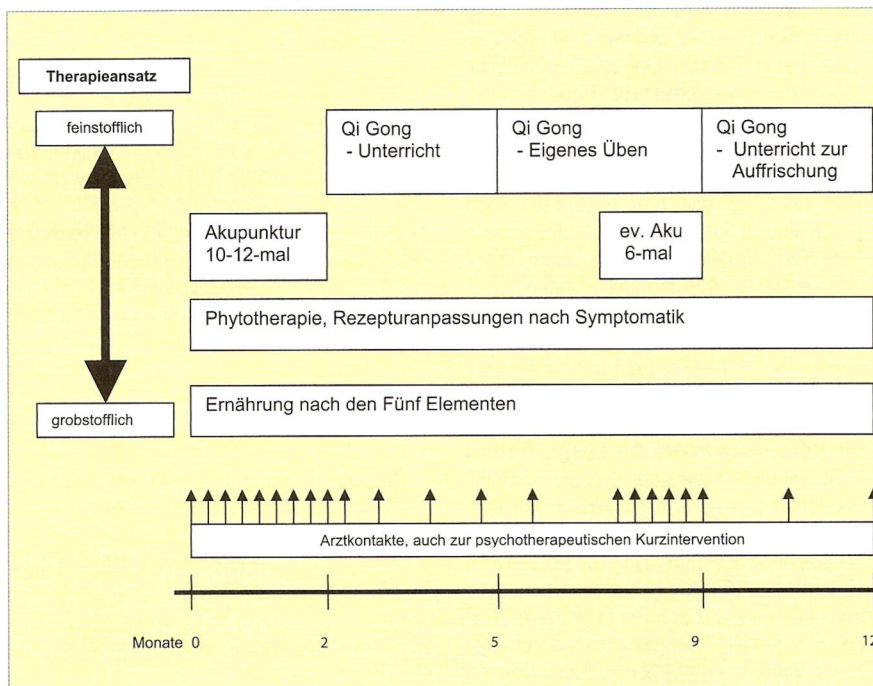 Therapieansatz
feinstofflich
Qi Gong
- Unterricht
Qi Gong
- Eigenes Üben
Qi Gong
- Unterricht zur
Auffrischung
Akupunktur
10-12-mal
ev. Aku
6-mal
Phytotherapie, Rezepturanpassungen nach Symptomatik
Ernährung nach den Fünf Elementen
grobstofflich
Arztkontakte, auch zur psychotherapeutischen Kurzintervention
Monate 0 2 5 9 12